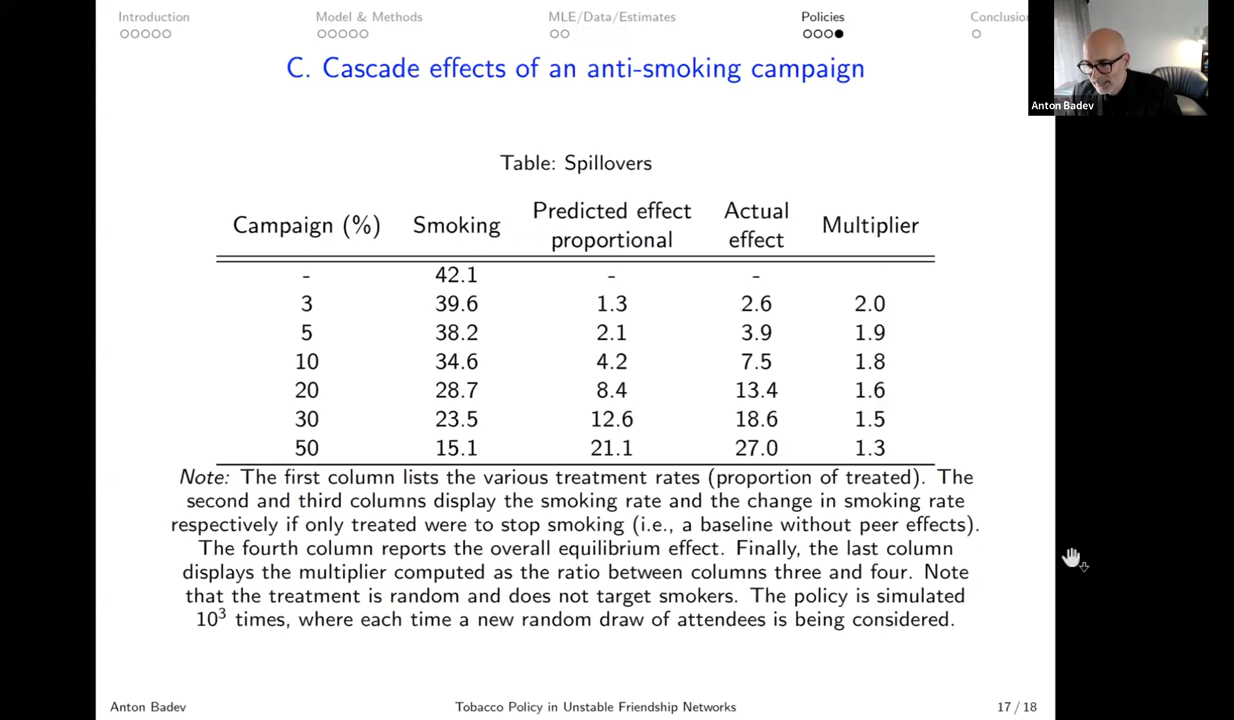 Introduction Model & Methods MLE/Data/Estimates Policies Conclusio
C. Cascade effects of an anti-smoking campaign
Anton Badev
Table: Spillovers
Campaign (%) Smoking Predicted effect proportional Actual effect Multiplier
- 42.1 - -
3 39.6 1.3 2.6 2.0
5 38.2 2.1 3.9 1.9
10 34.6 4.2 7.5 1.8
20 28.7 8.4 13.4 1.6
30 23.5 12.6 18.6 1.5
50 15.1 21.1 27.0 1.3
Note: The first column lists the various treatment rates (proportion of treated). The
second and third columns display the smoking rate and the change in smoking rate
respectively if only treated were to stop smoking (i.e., a baseline without peer effects).
The fourth column reports the overall equilibrium effect. Finally, the last column
displays the multiplier computed as the ratio between columns three and four. Note
that the treatment is random and does not target smokers. The policy is simulated
10³ times, where each time a new random draw of attendees is being considered.
Anton Badev Tobacco Policy in Unstable Friendship Networks 17 / 18